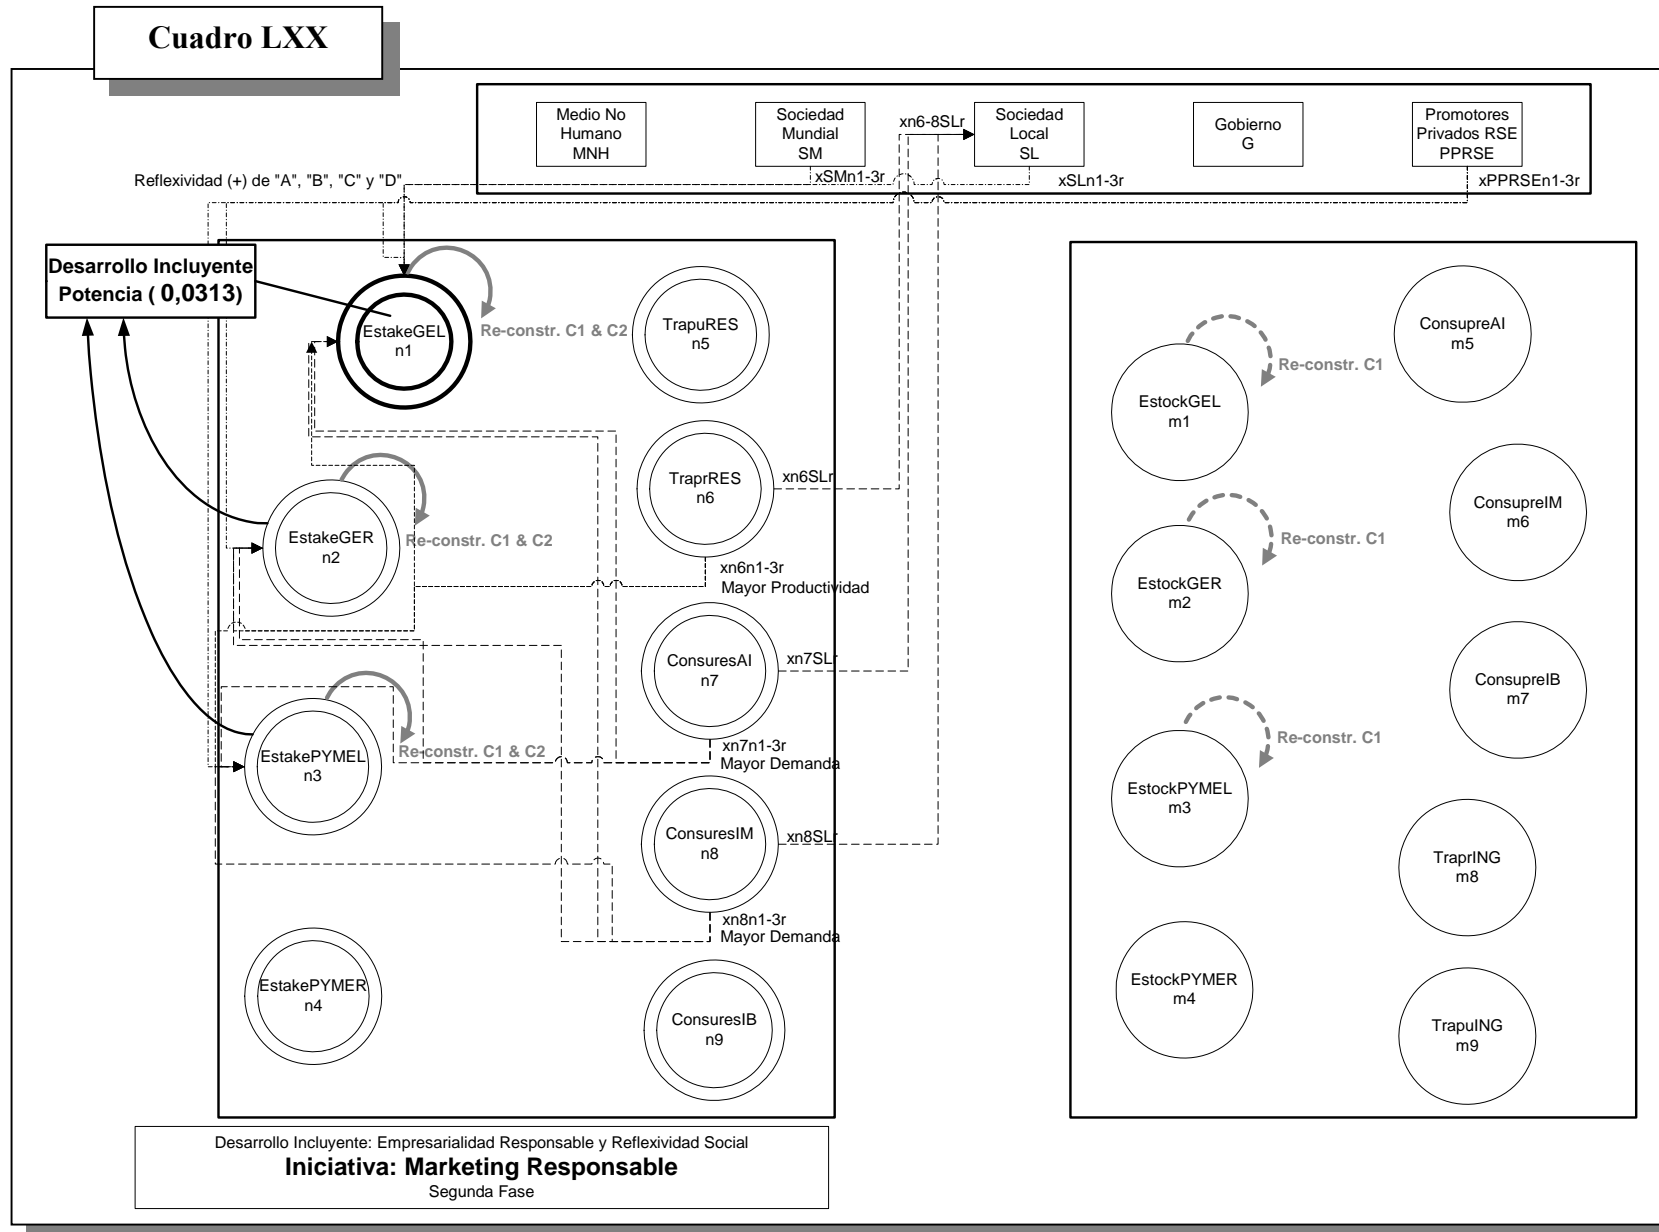 Cuadro LXX
Medio No
Humano
MNH
Sociedad
Mundial
SM
xn6-8SLr
Sociedad
Local
SL
Gobierno
G
Promotores
Privados RSE
PPRSE
Reflexividad (+) de "A", "B", "C" y "D"
xSMn1-3r
xSLn1-3r
xPPRSEn1-3r
Desarrollo Incluyente
Potencia ( 0,0313)
EstakeGEL
n1
Re-constr. C1 & C2
TrapuRES
n5
EstakeGER
n2
Re-constr. C1 & C2
TraprRES
n6
xn6SLr
xn6n1-3r
Mayor Productividad
EstakePYMEL
n3
Re-constr. C1 & C2
ConsuresAI
n7
xn7SLr
xn7n1-3r
Mayor Demanda
ConsuresIM
n8
xn8SLr
xn8n1-3r
Mayor Demanda
EstakePYMER
n4
ConsuresIB
n9
EstockGEL
m1
Re-constr. C1
ConsupreAI
m5
EstockGER
m2
Re-constr. C1
ConsupreIM
m6
EstockPYMEL
m3
Re-constr. C1
ConsupreIB
m7
TraprING
m8
EstockPYMER
m4
TrapuING
m9
Desarrollo Incluyente: Empresarialidad Responsable y Reflexividad Social
Iniciativa: Marketing Responsable
Segunda Fase